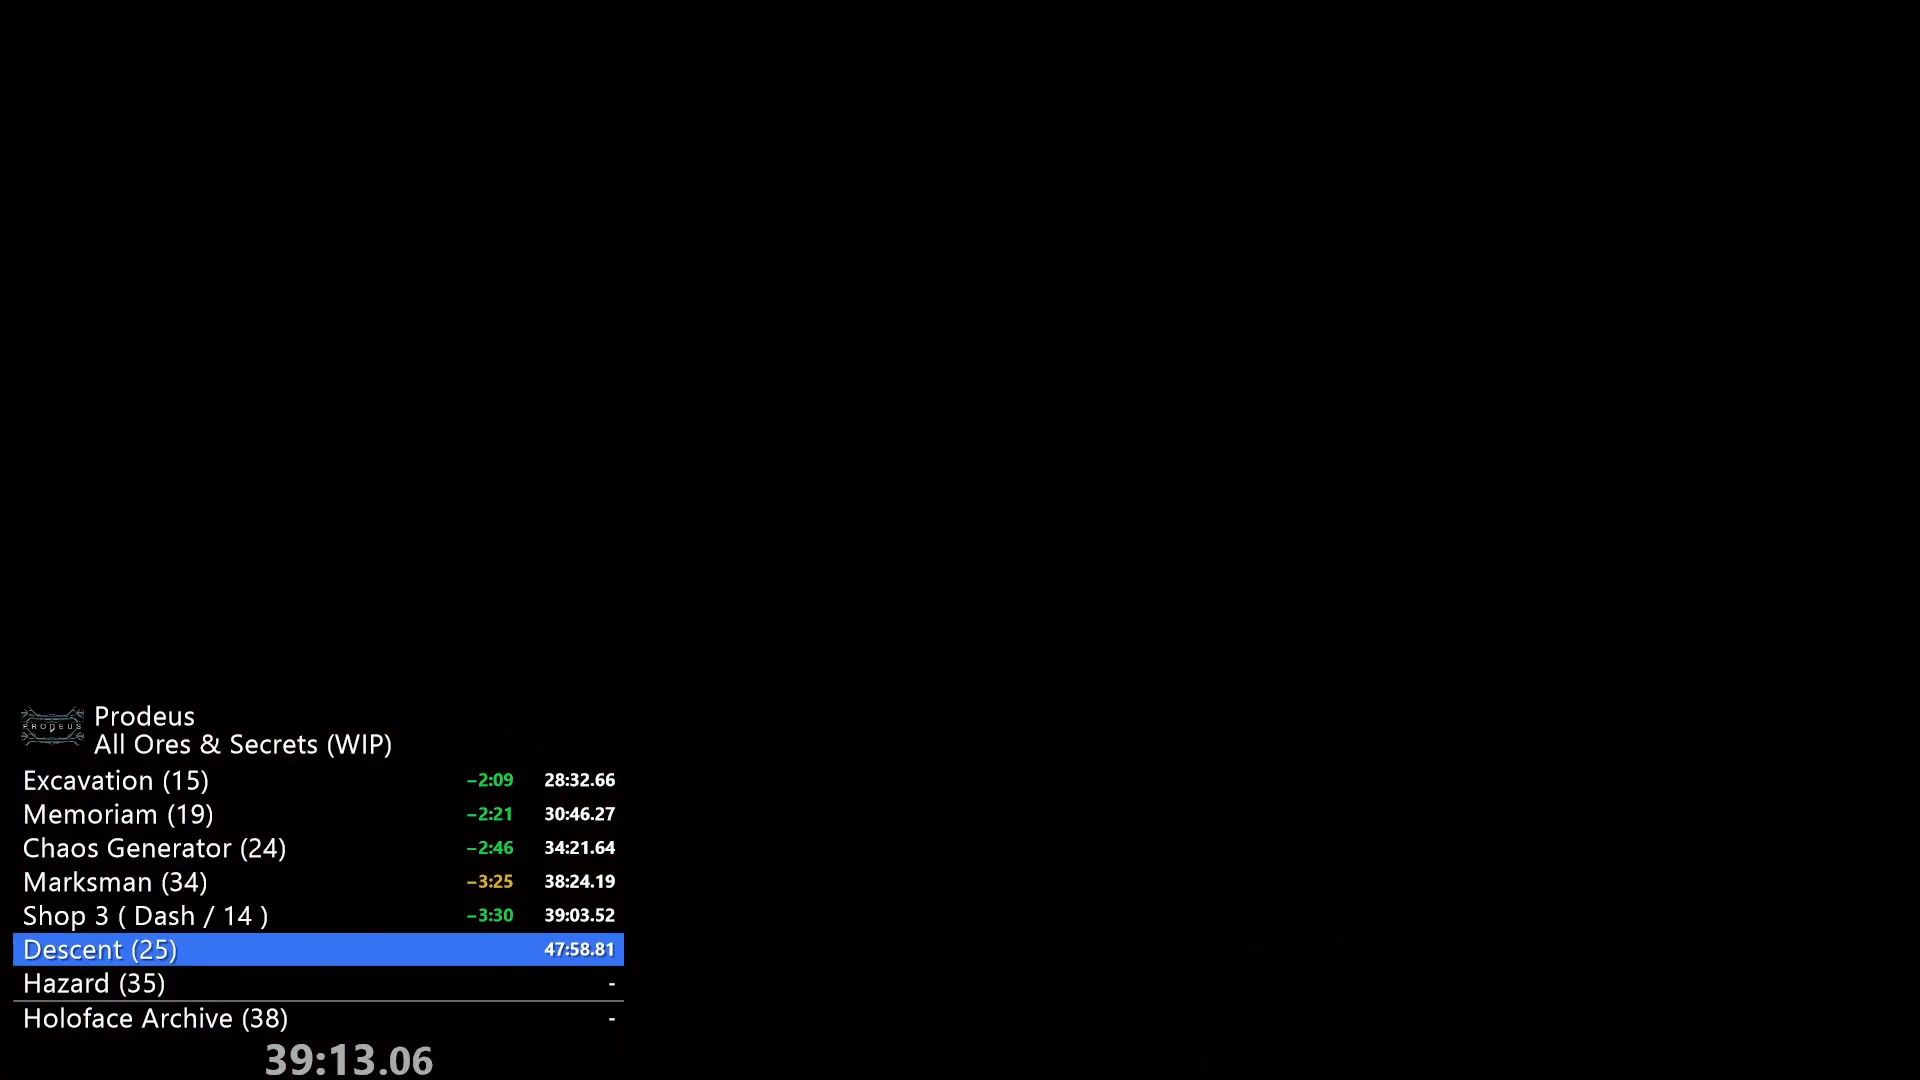 Prodeus
All Ores & Secrets (WIP)
PRODEUS
Excavation (15) −2:09 28:32.66
Memoriam (19) −2:21 30:46.27
Chaos Generator (24) −2:46 34:21.64
Marksman (34) −3:25 38:24.19
Shop 3 ( Dash / 14 ) −3:30 39:03.52
Descent (25) 47:58.81
Hazard (35) -
Holoface Archive (38) -
39:13.06